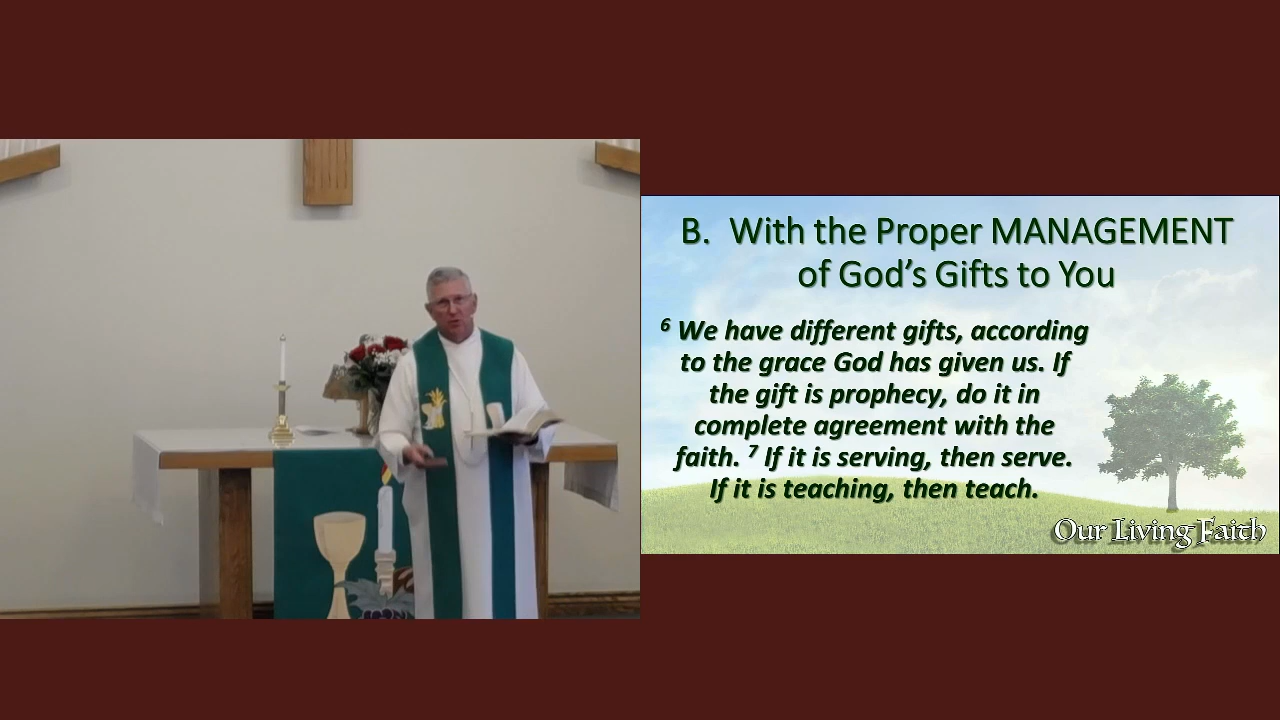 B. With the Proper MANAGEMENT
of God's Gifts to You
⁶ We have different gifts, according
to the grace God has given us. If
the gift is prophecy, do it in
complete agreement with the
faith. ⁷ If it is serving, then serve.
If it is teaching, then teach.
Our Living Faith